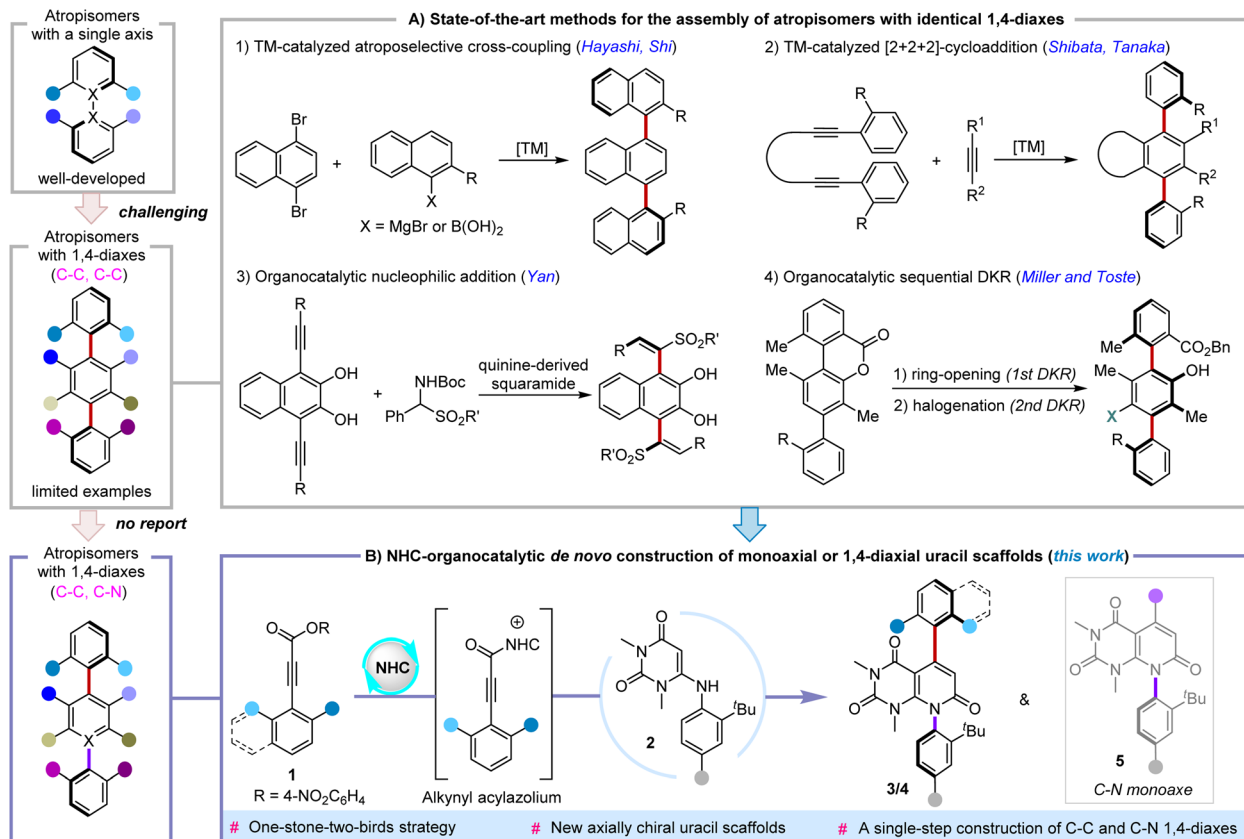 Atropisomers
with a single axis
X
X
well-developed
challenging
Atropisomers
with 1,4-diaxes
(C-C, C-C)
limited examples
no report
Atropisomers
with 1,4-diaxes
(C-C, C-N)
X
A) State-of-the-art methods for the assembly of atropisomers with identical 1,4-diaxes
1) TM-catalyzed atroposelective cross-coupling (Hayashi, Shi)
Br
Br
+
R
X
X = MgBr or B(OH)2
[TM]
R
R
2) TM-catalyzed [2+2+2]-cycloaddition (Shibata, Tanaka)
R
R
+
R1
R2
[TM]
R
R1
R2
R
3) Organocatalytic nucleophilic addition (Yan)
R
OH
OH
R
+
NHBoc
Ph
SO2R'
quinine-derived
squaramide
R
SO2R'
OH
OH
R'O2S
R
4) Organocatalytic sequential DKR (Miller and Toste)
Me
O
O
Me
Me
R
1) ring-opening (1st DKR)
2) halogenation (2nd DKR)
Me
CO2Bn
Me
OH
X
Me
R
B) NHC-organocatalytic de novo construction of monoaxial or 1,4-diaxial uracil scaffolds (this work)
O
OR
1
R = 4-NO2C6H4
NHC
⊕
O
NHC
Alkynyl acylazolium
O
N
O
N
NH
tBu
2
O
N
O
N
N
O
tBu
3/4
&
O
N
O
N
N
O
tBu
5
C-N monoaxe
# One-stone-two-birds strategy
# New axially chiral uracil scaffolds
# A single-step construction of C-C and C-N 1,4-diaxes